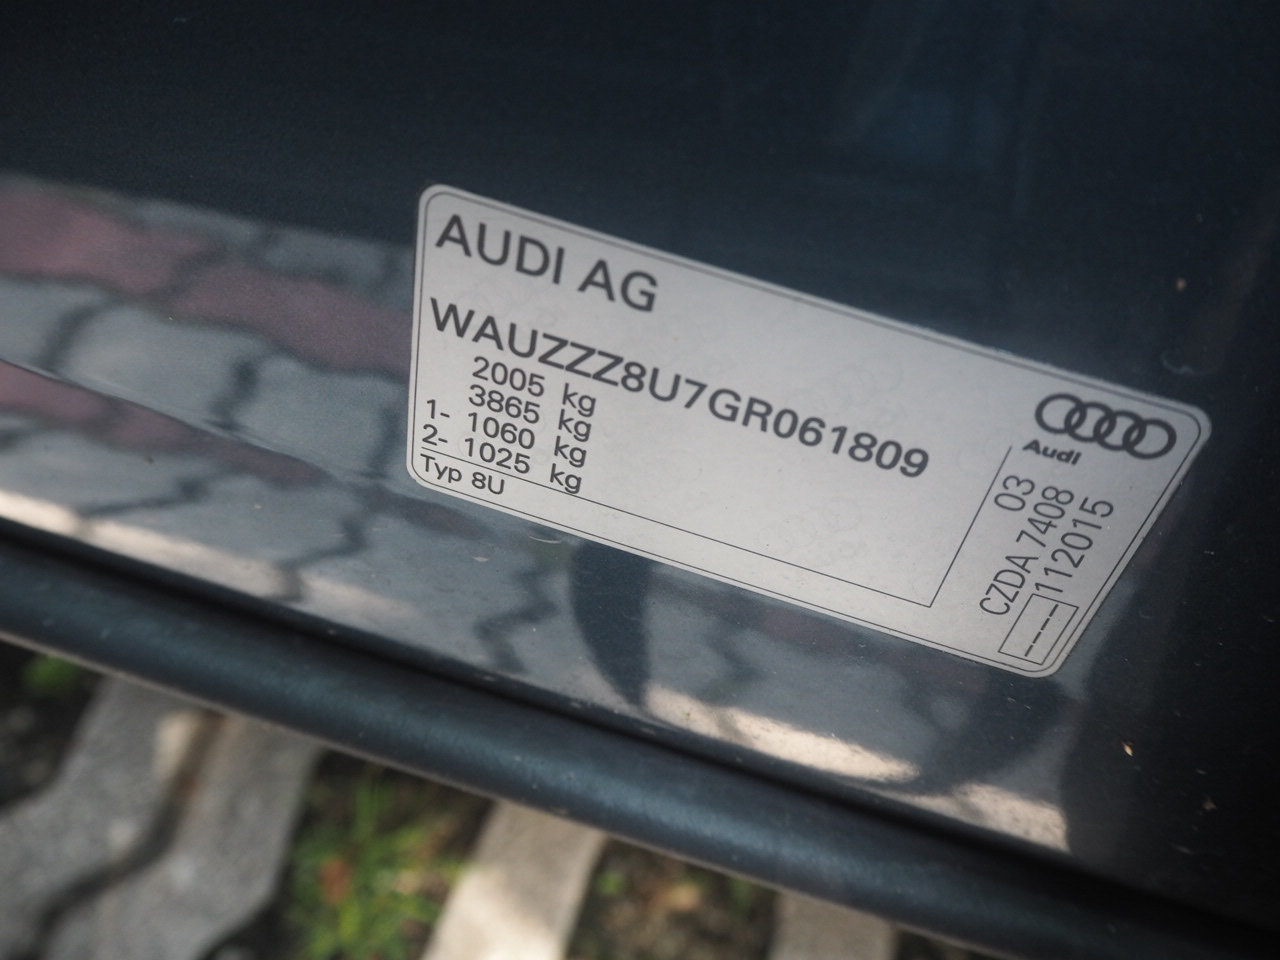 AUDI AG
WAUZZZ8U7GR061809
2005 kg
3865 kg
1- 1060 kg
2- 1025 kg
Typ 8U
Audi
03
CZDA 7408
---- 112015